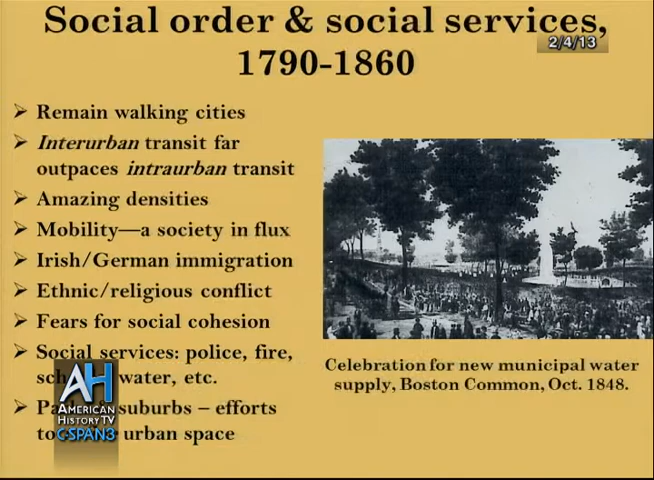 Social order & social services,
2/4/13
1790-1860
Remain walking cities
Interurban transit far
outpaces intraurban transit
Amazing densities
Mobility—a society in flux
Irish/German immigration
Ethnic/religious conflict
Fears for social cohesion
Social services: police, fire,
water, etc.
suburbs – efforts
urban space
Celebration for new municipal water
supply, Boston Common, Oct. 1848.
AH
AMERICAN
HISTORY TV
C-SPAN3